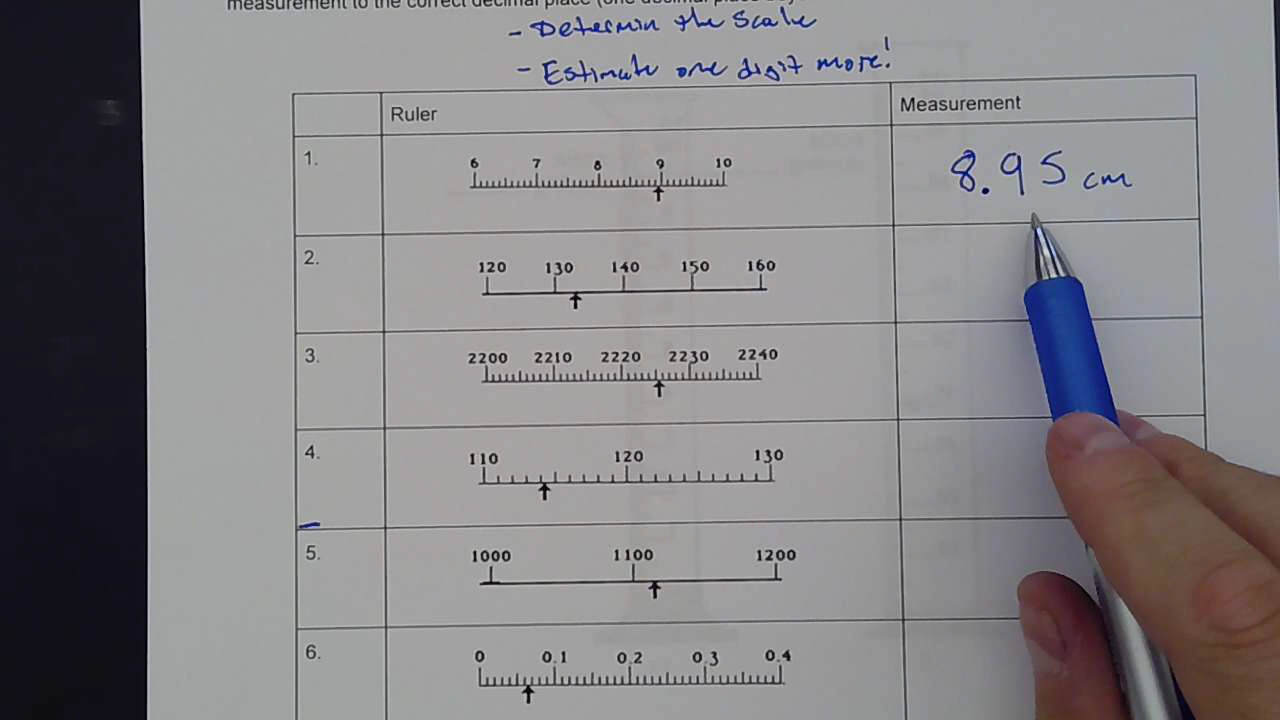 measurement to the correct decimal place (one decimal place
- Determin the Scale
- Estimate one digit more!
Ruler Measurement
1. 6 7 8 9 10 8.95 cm
2. 120 130 140 150 160
3. 2200 2210 2220 2230 2240
4. 110 120 130
5. 1000 1100 1200
6. 0 0.1 0.2 0.3 0.4